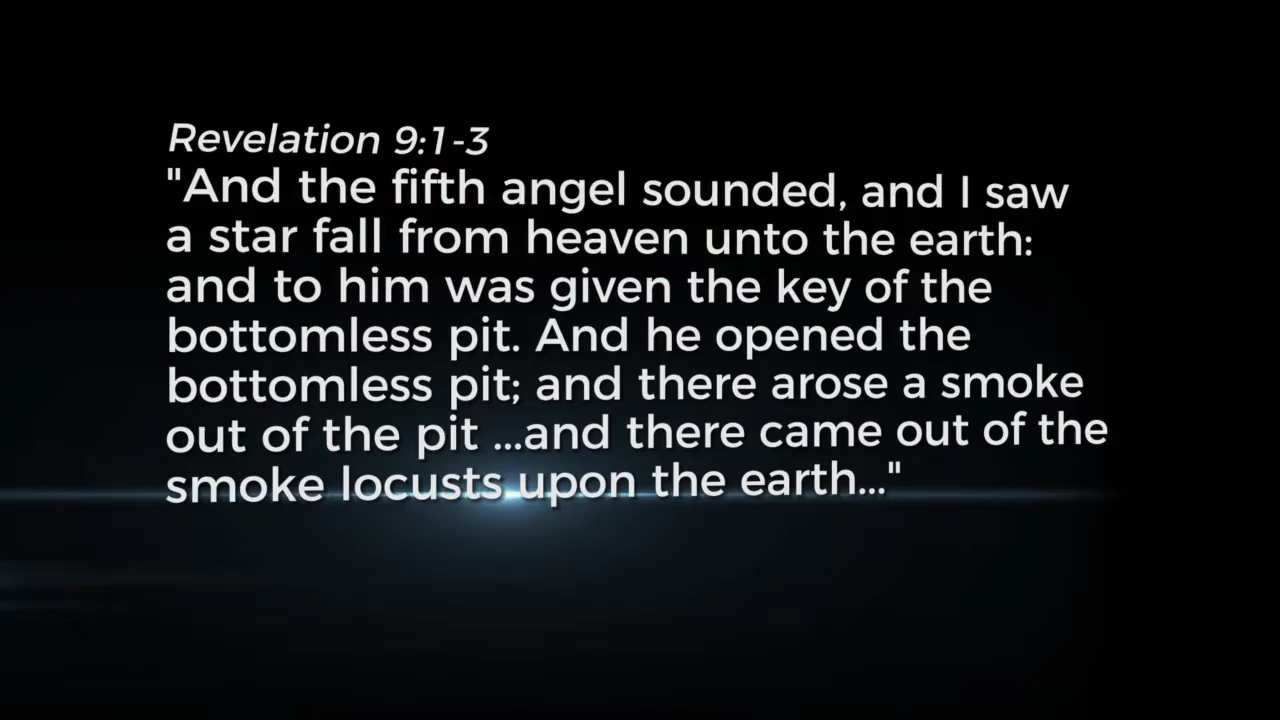 Revelation 9:1-3
"And the fifth angel sounded, and I saw
a star fall from heaven unto the earth:
and to him was given the key of the
bottomless pit. And he opened the
bottomless pit; and there arose a smoke
out of the pit ...and there came out of the
smoke locusts upon the earth..."